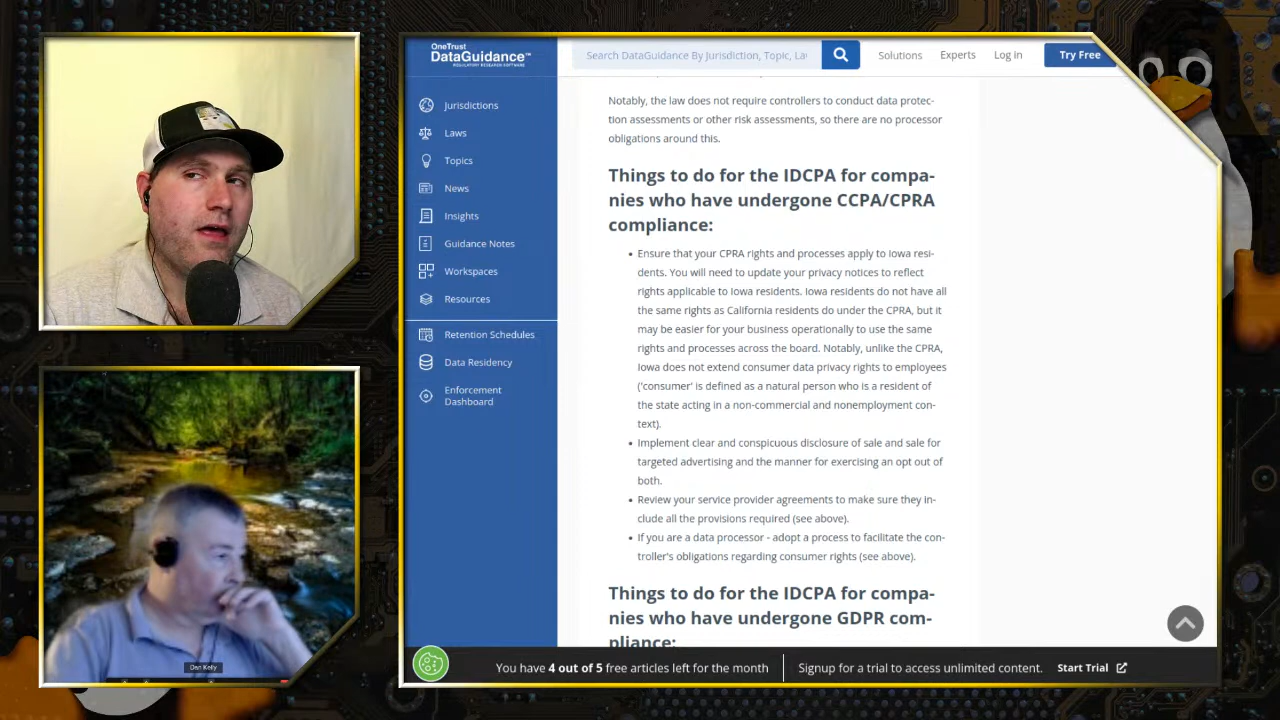 OneTrust
DataGuidance™
REGULATORY RESEARCH SOFTWARE
Search DataGuidance By Jurisdiction, Topic, La
Solutions
Experts
Log in
Try Free
Jurisdictions
Laws
Topics
News
Insights
Guidance Notes
Workspaces
Resources
Retention Schedules
Data Residency
Enforcement
Dashboard
Notably, the law does not require controllers to conduct data protec-
tion assessments or other risk assessments, so there are no processor
obligations around this.
Things to do for the IDCPA for compa-
nies who have undergone CCPA/CPRA
compliance:
• Ensure that your CPRA rights and processes apply to Iowa resi-
dents. You will need to update your privacy notices to reflect
rights applicable to Iowa residents. Iowa residents do not have all
the same rights as California residents do under the CPRA, but it
may be easier for your business operationally to use the same
rights and processes across the board. Notably, unlike the CPRA,
Iowa does not extend consumer data privacy rights to employees
('consumer' is defined as a natural person who is a resident of
the state acting in a non-commercial and nonemployment con-
text).
• Implement clear and conspicuous disclosure of sale and sale for
targeted advertising and the manner for exercising an opt out of
both.
• Review your service provider agreements to make sure they in-
clude all the provisions required (see above).
• If you are a data processor - adopt a process to facilitate the con-
troller's obligations regarding consumer rights (see above).
Things to do for the IDCPA for compa-
nies who have undergone GDPR com-
pliance:
You have 4 out of 5 free articles left for the month
Signup for a trial to access unlimited content.
Start Trial
Dan Kelly